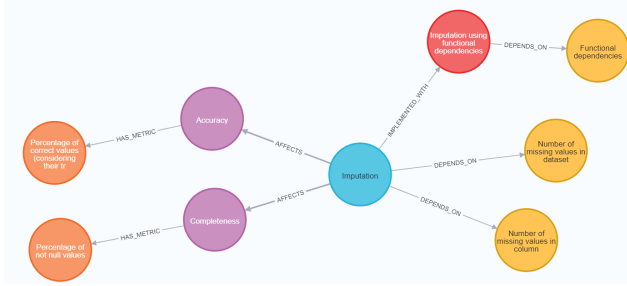 Imputation using
functional
dependencies
DEPENDS_ON
Functional
dependencies
IMPLEMENTED_WITH
Accuracy
HAS_METRIC
Percentage of
correct values
(considering
their tr
AFFECTS
Imputation
DEPENDS_ON
Number of
missing values in
dataset
AFFECTS
DEPENDS_ON
Completeness
HAS_METRIC
Percentage of
not null values
Number of
missing values in
column